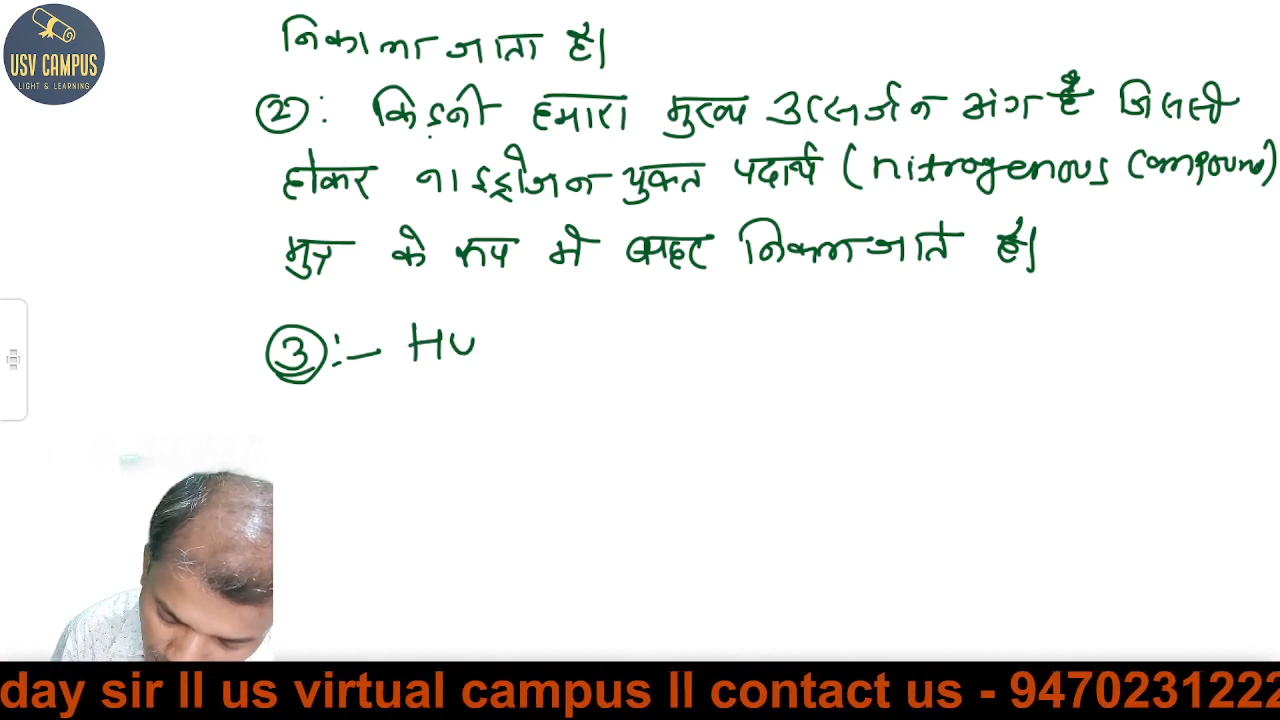 USV CAMPUS
LIGHT & LEARNING
निकाला जाता है।
② : किडनी हमारा मुख्य उत्सर्जन अंग है जिससे
होकर नाइट्रोजन युक्त पदार्थ (nitrogenous compound)
मुत्र के रूप में बाहर निकल जाते हैं।
③ :- HU
day sir ll us virtual campus ll contact us - 9470231222